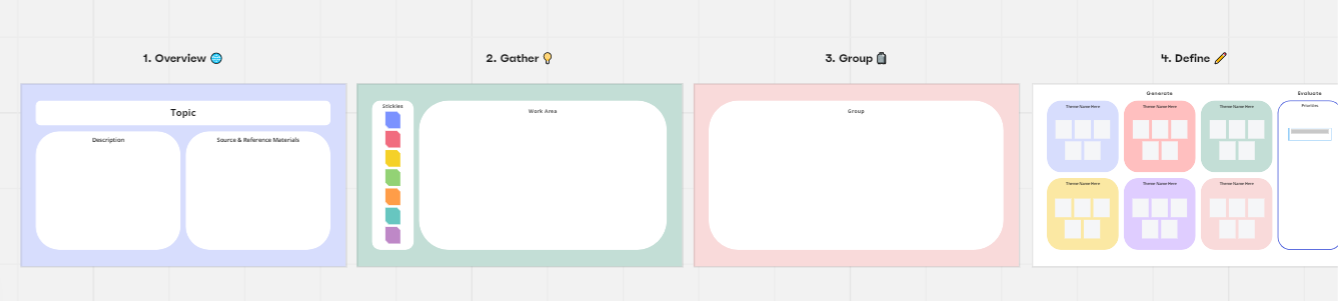 1. Overview 🌐
2. Gather 💡
3. Group 🗑️
4. Define ✏️
Topic
Description
Source & Reference Materials
Stickies
Work Area
Group
Generate
Evaluate
Theme Name Here
Theme Name Here
Theme Name Here
Priorities
Theme Name Here
Theme Name Here
Theme Name Here